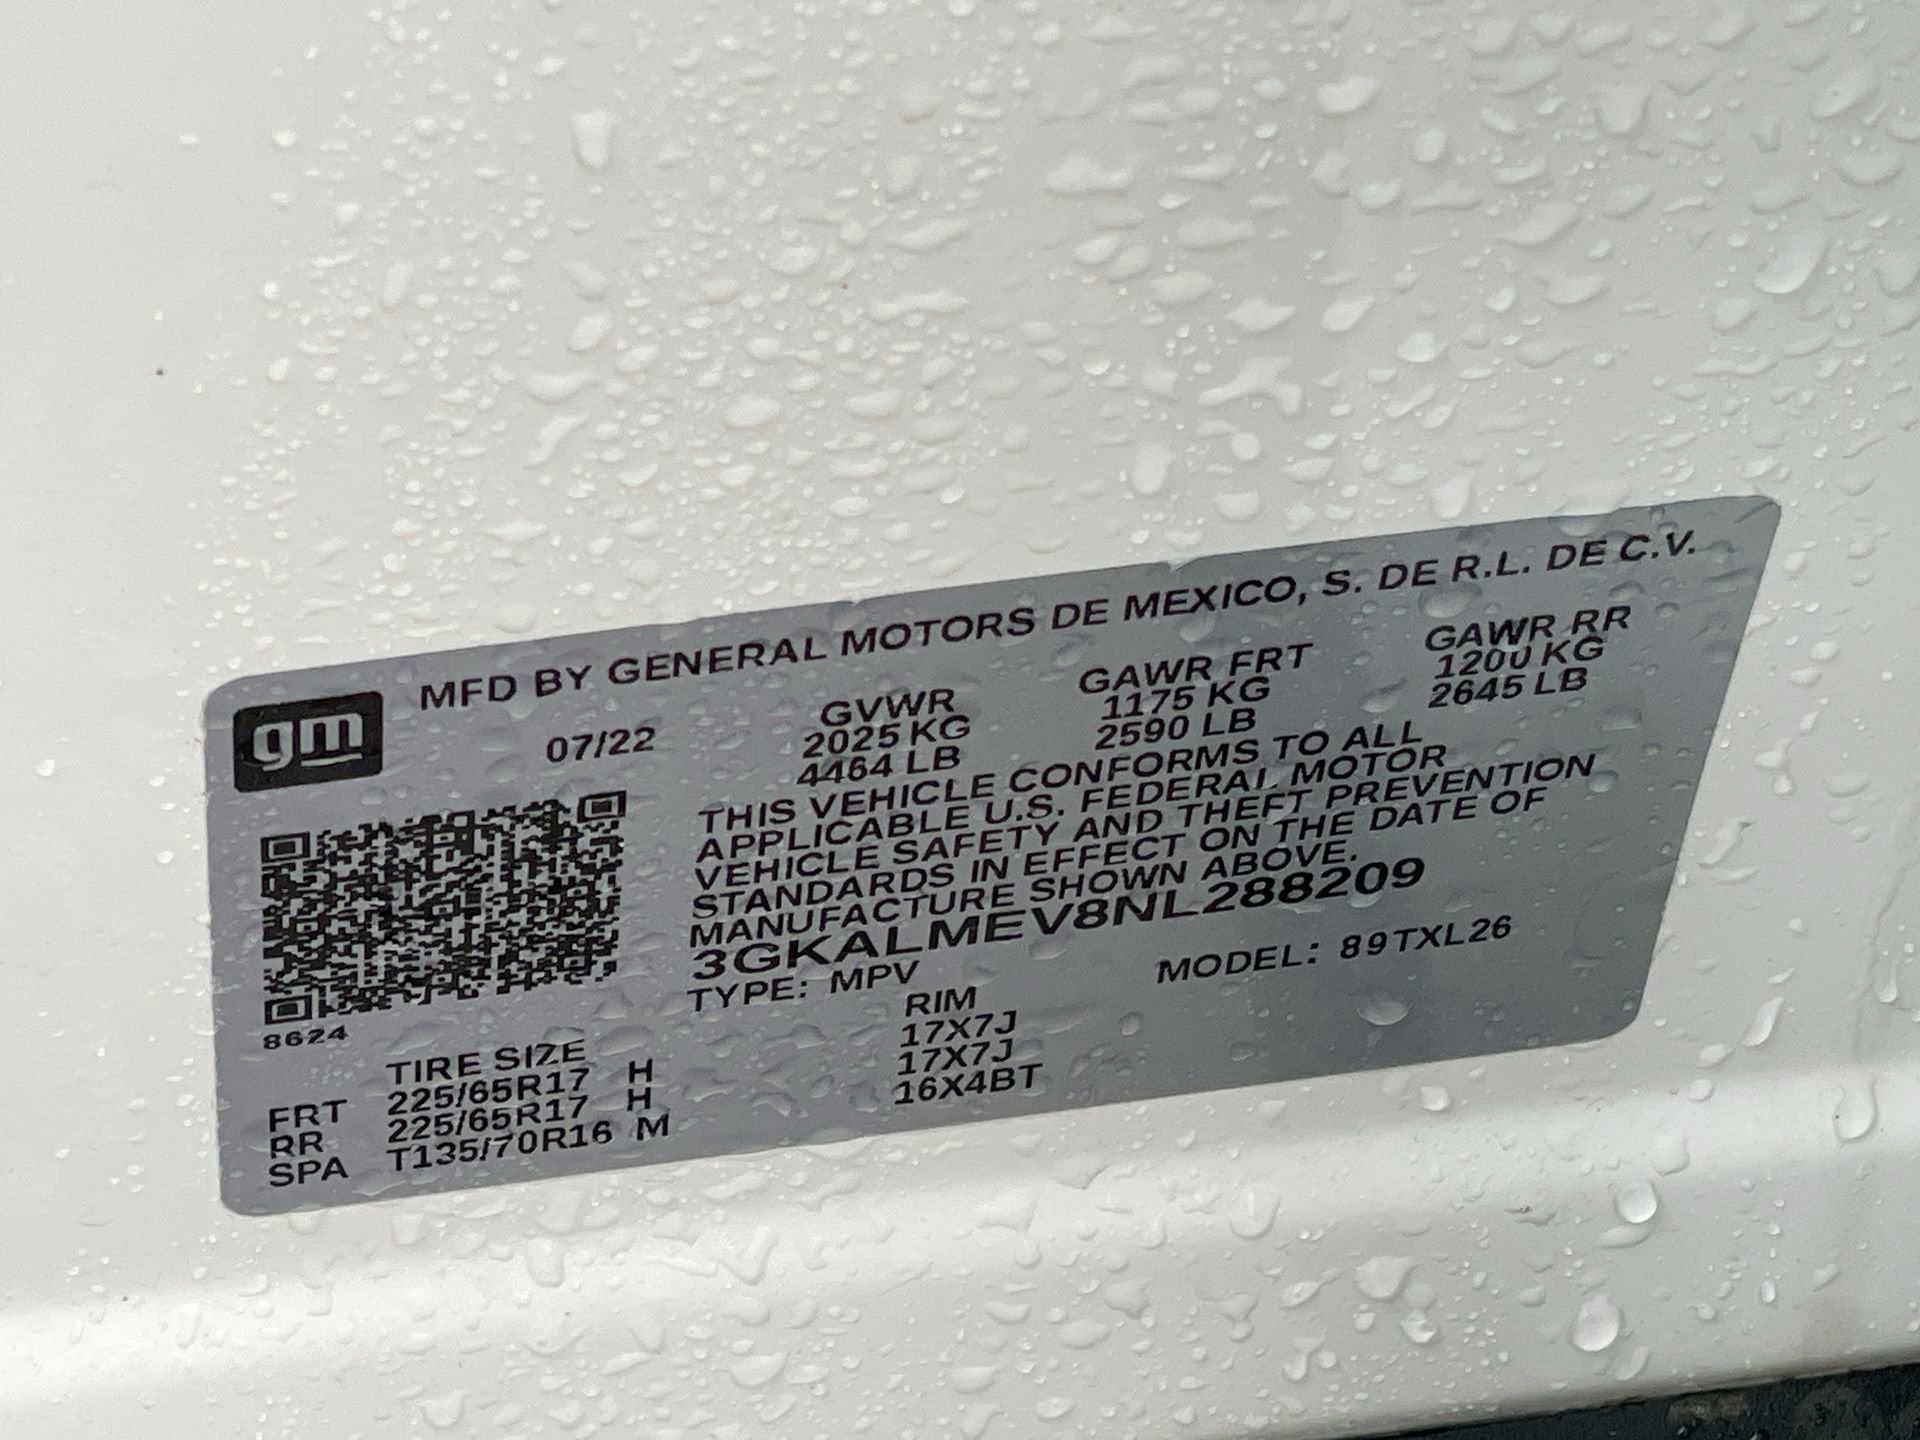 gm
MFD BY GENERAL MOTORS DE MEXICO, S. DE R.L. DE C.V.
07/22
GVWR
2025 KG
4464 LB
GAWR FRT
1175 KG
2590 LB
GAWR RR
1200 KG
2645 LB
THIS VEHICLE CONFORMS TO ALL
APPLICABLE U.S. FEDERAL MOTOR
VEHICLE SAFETY AND THEFT PREVENTION
STANDARDS IN EFFECT ON THE DATE OF
MANUFACTURE SHOWN ABOVE.
3GKALMEV8NL288209
TYPE: MPV
MODEL: 89TXL26
8624
TIRE SIZE RIM
FRT 225/65R17 H 17X7J
RR 225/65R17 H 17X7J
SPA T135/70R16 M 16X4BT